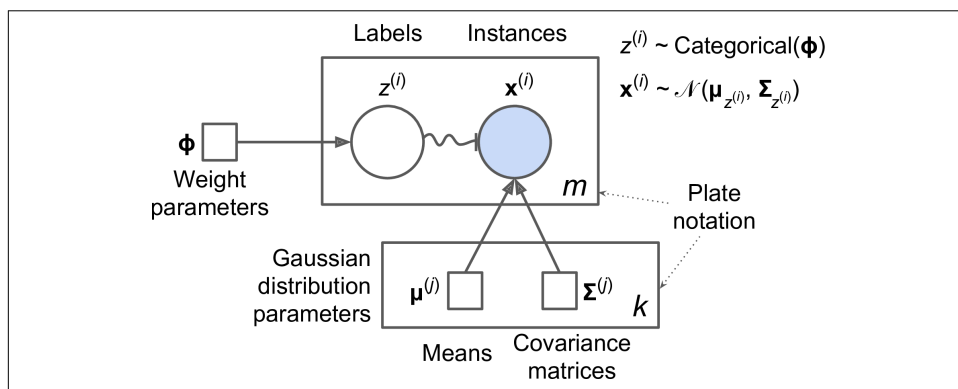 Labels Instances
z⁽ⁱ⁾ ~ Categorical(ϕ)
z⁽ⁱ⁾ x⁽ⁱ⁾
x⁽ⁱ⁾ ~ 𝒩(μ_z⁽ⁱ⁾, Σ_z⁽ⁱ⁾)
ϕ
Weight
parameters
m
Plate
notation
Gaussian
distribution
parameters
μ⁽ʲ⁾ Σ⁽ʲ⁾
k
Means
Covariance
matrices